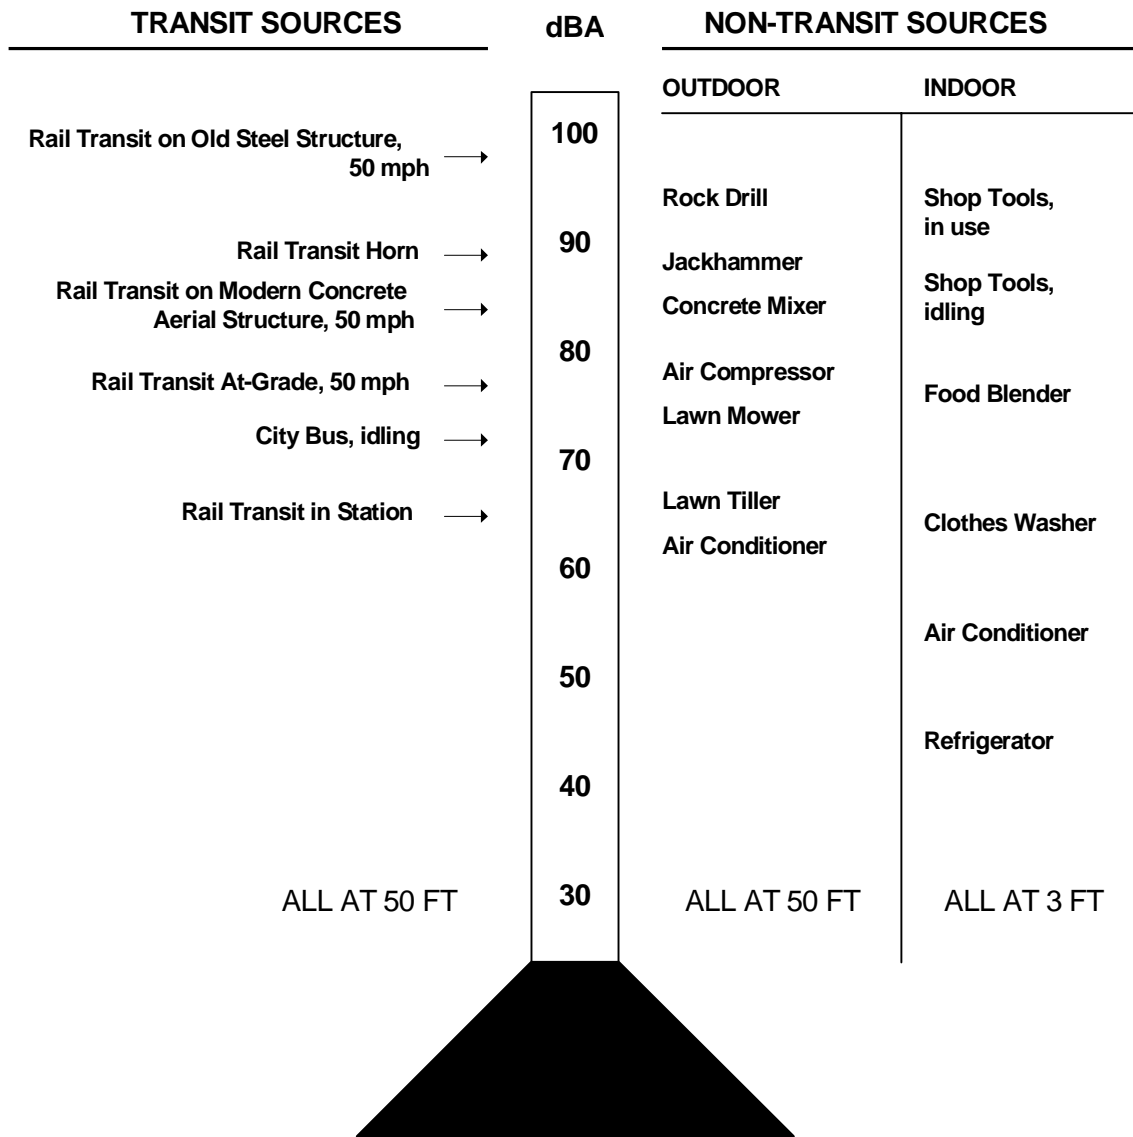 TRANSIT SOURCES
dBA
NON-TRANSIT SOURCES
OUTDOOR
INDOOR
Rail Transit on Old Steel Structure,
50 mph
Rail Transit Horn
Rail Transit on Modern Concrete
Aerial Structure, 50 mph
Rail Transit At-Grade, 50 mph
City Bus, idling
Rail Transit in Station
ALL AT 50 FT
100
90
80
70
60
50
40
30
Rock Drill
Jackhammer
Concrete Mixer
Air Compressor
Lawn Mower
Lawn Tiller
Air Conditioner
ALL AT 50 FT
Shop Tools,
in use
Shop Tools,
idling
Food Blender
Clothes Washer
Air Conditioner
Refrigerator
ALL AT 3 FT